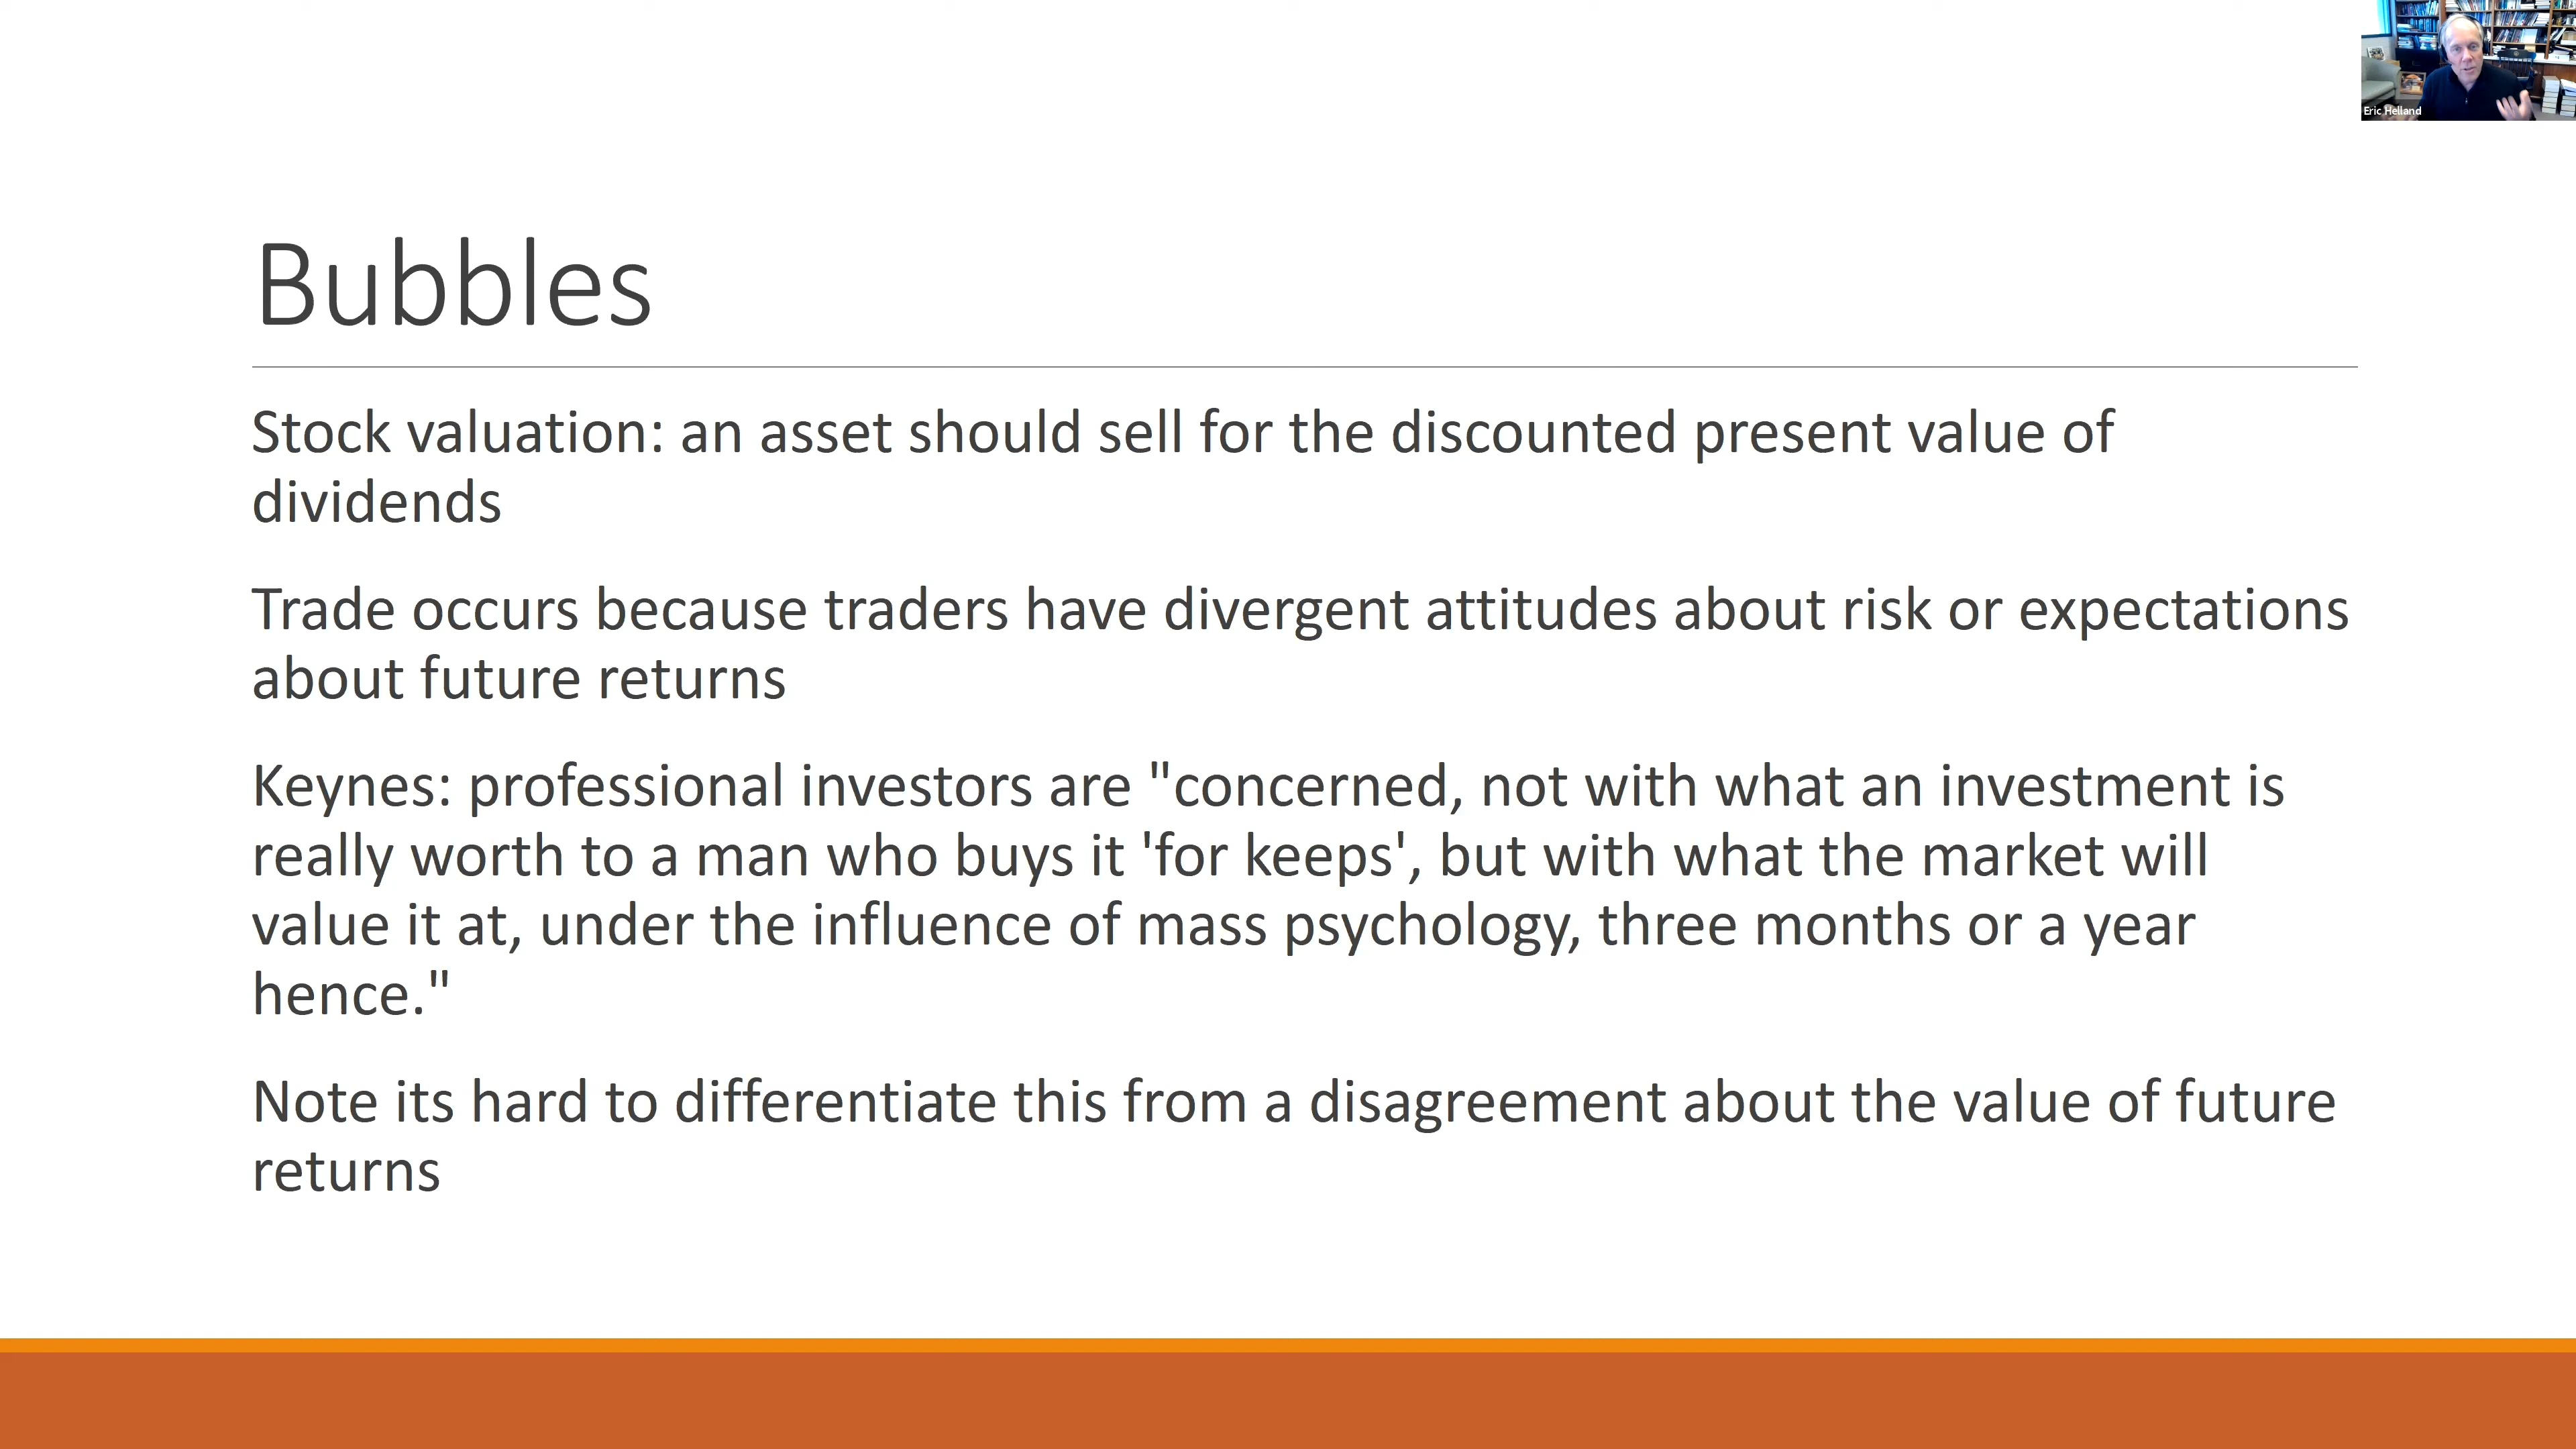 Eric Helland
Bubbles
Stock valuation: an asset should sell for the discounted present value of
dividends
Trade occurs because traders have divergent attitudes about risk or expectations
about future returns
Keynes: professional investors are "concerned, not with what an investment is
really worth to a man who buys it 'for keeps', but with what the market will
value it at, under the influence of mass psychology, three months or a year
hence."
Note its hard to differentiate this from a disagreement about the value of future
returns